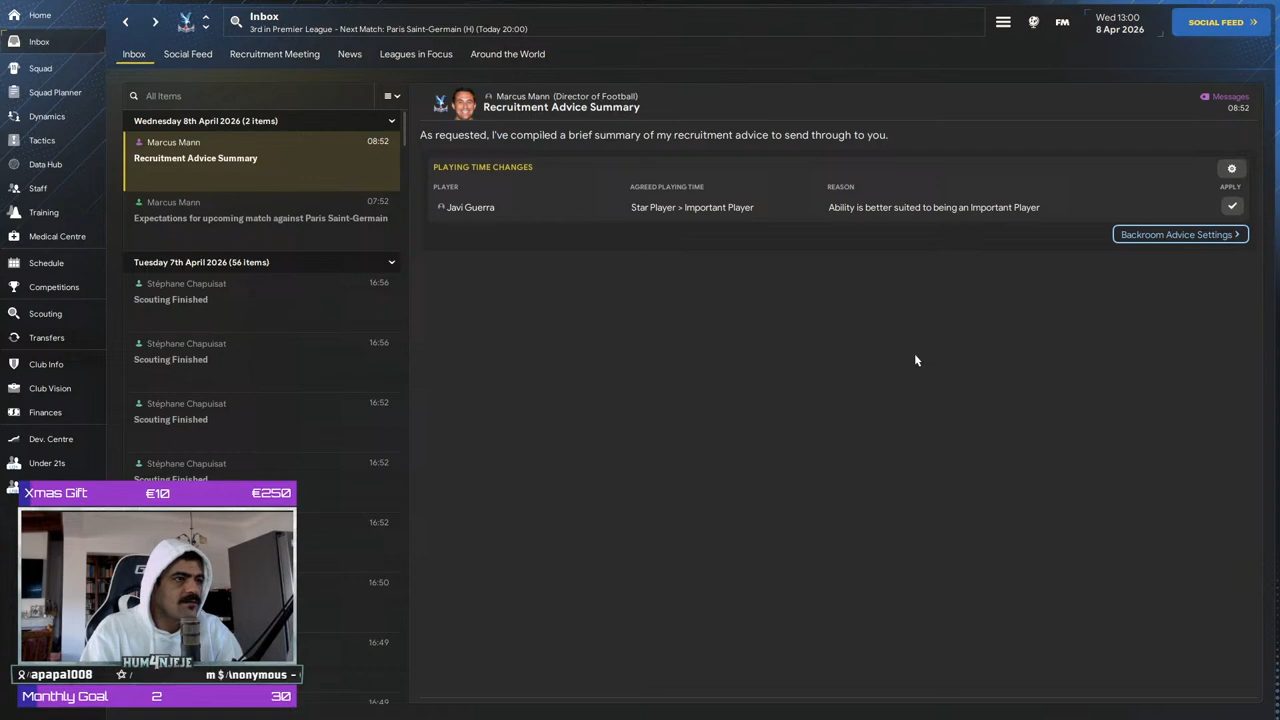 Home
Inbox
Squad
Squad Planner
Dynamics
Tactics
Data Hub
Staff
Training
Medical Centre
Schedule
Competitions
Scouting
Transfers
Club Info
Club Vision
Finances
Dev. Centre
Under 21s
Inbox
3rd in Premier League - Next Match: Paris Saint-Germain (H) (Today 20:00)
FM
Wed 13:00
8 Apr 2026
SOCIAL FEED
Inbox
Social Feed
Recruitment Meeting
News
Leagues in Focus
Around the World
All Items
Wednesday 8th April 2026 (2 items)
Marcus Mann 08:52
Recruitment Advice Summary
Marcus Mann 07:52
Expectations for upcoming match against Paris Saint-Germain
Tuesday 7th April 2026 (56 items)
Stéphane Chapuisat 16:56
Scouting Finished
Stéphane Chapuisat 16:56
Scouting Finished
Stéphane Chapuisat 16:52
Scouting Finished
Stéphane Chapuisat 16:52
Scouting Finished
16:52
16:50
16:49
16:49
Marcus Mann (Director of Football)
Recruitment Advice Summary
Messages
08:52
As requested, I've compiled a brief summary of my recruitment advice to send through to you.
PLAYING TIME CHANGES
PLAYER AGREED PLAYING TIME REASON APPLY
Javi Guerra Star Player > Important Player Ability is better suited to being an Important Player
Backroom Advice Settings >
Xmas Gift €10 €250
HUM4NJEJE
/apapa1008 / m $/\nonymous -
Monthly Goal 2 30